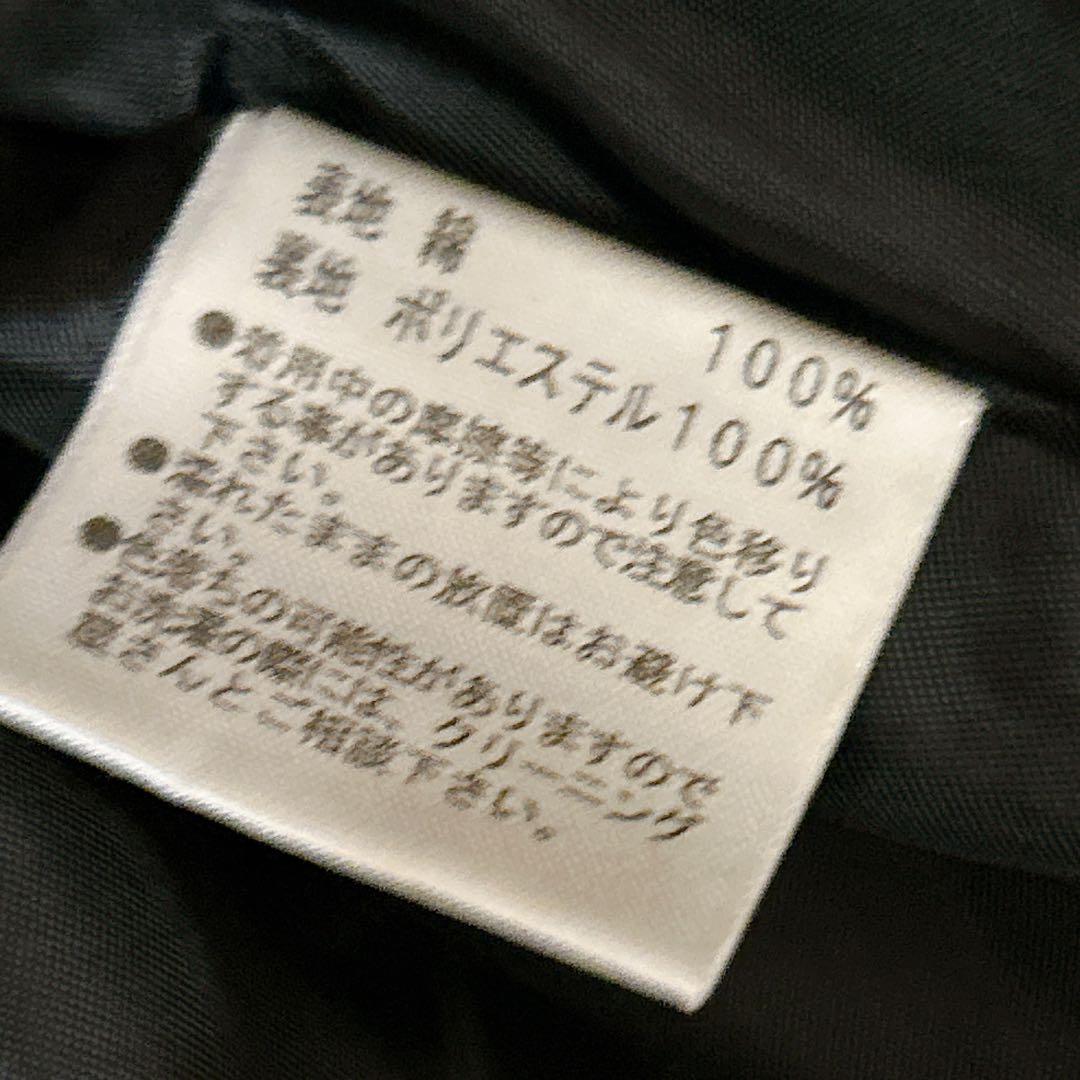 表地 綿 100%
裏地 ポリエステル100%
●着用中の摩擦等により色移り
する事がありますので注意して
下さい。
●濡れたままの放置はお避け下
さい。
●色落ちの可能性がありますので
お洗濯の際には、クリーニング
屋さんとご相談下さい。